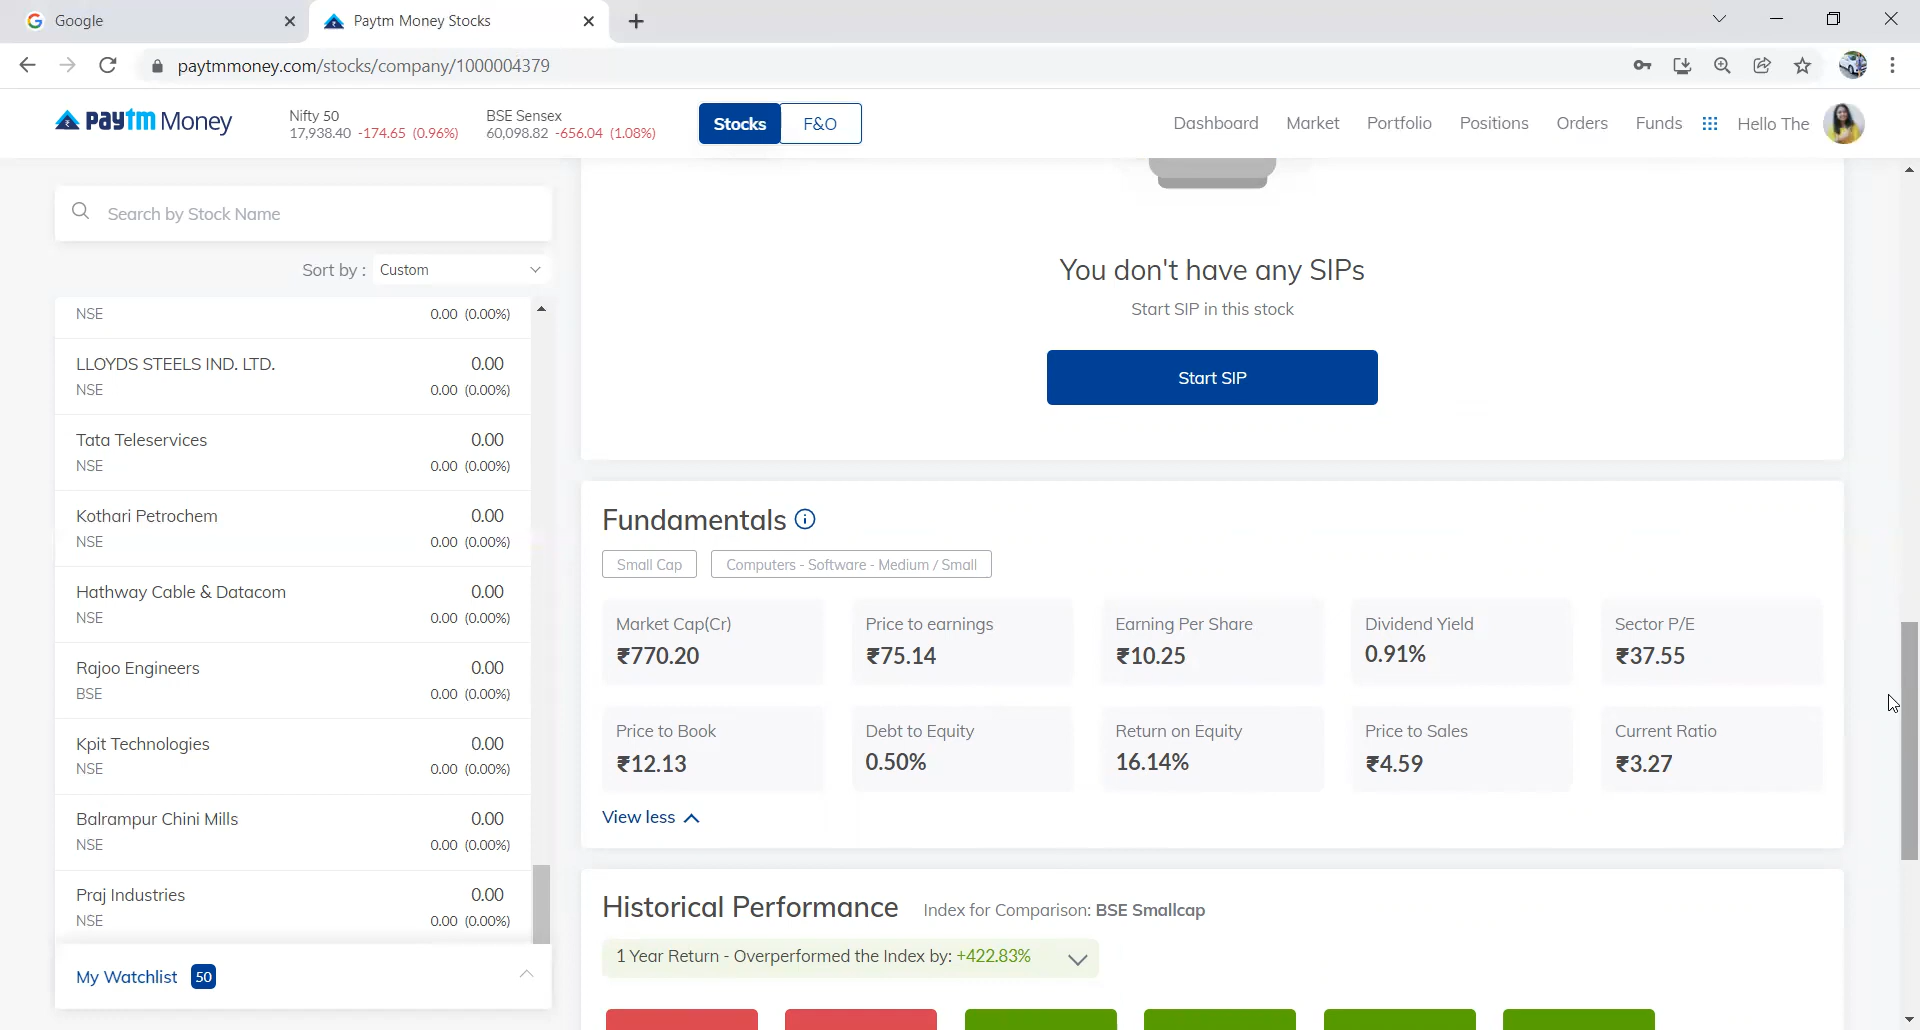 Google
Paytm Money Stocks
paytmmoney.com/stocks/company/1000004379
paytm Money
Nifty 50
17,938.40 -174.65 (0.96%)
BSE Sensex
60,098.82 -656.04 (1.08%)
Stocks
F&O
Dashboard
Market
Portfolio
Positions
Orders
Funds
Hello The
Search by Stock Name
Sort by : Custom
NSE 0.00 (0.00%)
LLOYDS STEELS IND. LTD. 0.00
NSE 0.00 (0.00%)
Tata Teleservices 0.00
NSE 0.00 (0.00%)
Kothari Petrochem 0.00
NSE 0.00 (0.00%)
Hathway Cable & Datacom 0.00
NSE 0.00 (0.00%)
Rajoo Engineers 0.00
BSE 0.00 (0.00%)
Kpit Technologies 0.00
NSE 0.00 (0.00%)
Balrampur Chini Mills 0.00
NSE 0.00 (0.00%)
Praj Industries 0.00
NSE 0.00 (0.00%)
My Watchlist 50
You don't have any SIPs
Start SIP in this stock
Start SIP
Fundamentals
Small Cap
Computers - Software - Medium / Small
Market Cap(Cr)
₹770.20
Price to earnings
₹75.14
Earning Per Share
₹10.25
Dividend Yield
0.91%
Sector P/E
₹37.55
Price to Book
₹12.13
Debt to Equity
0.50%
Return on Equity
16.14%
Price to Sales
₹4.59
Current Ratio
₹3.27
View less
Historical Performance Index for Comparison: BSE Smallcap
1 Year Return - Overperformed the Index by: +422.83%